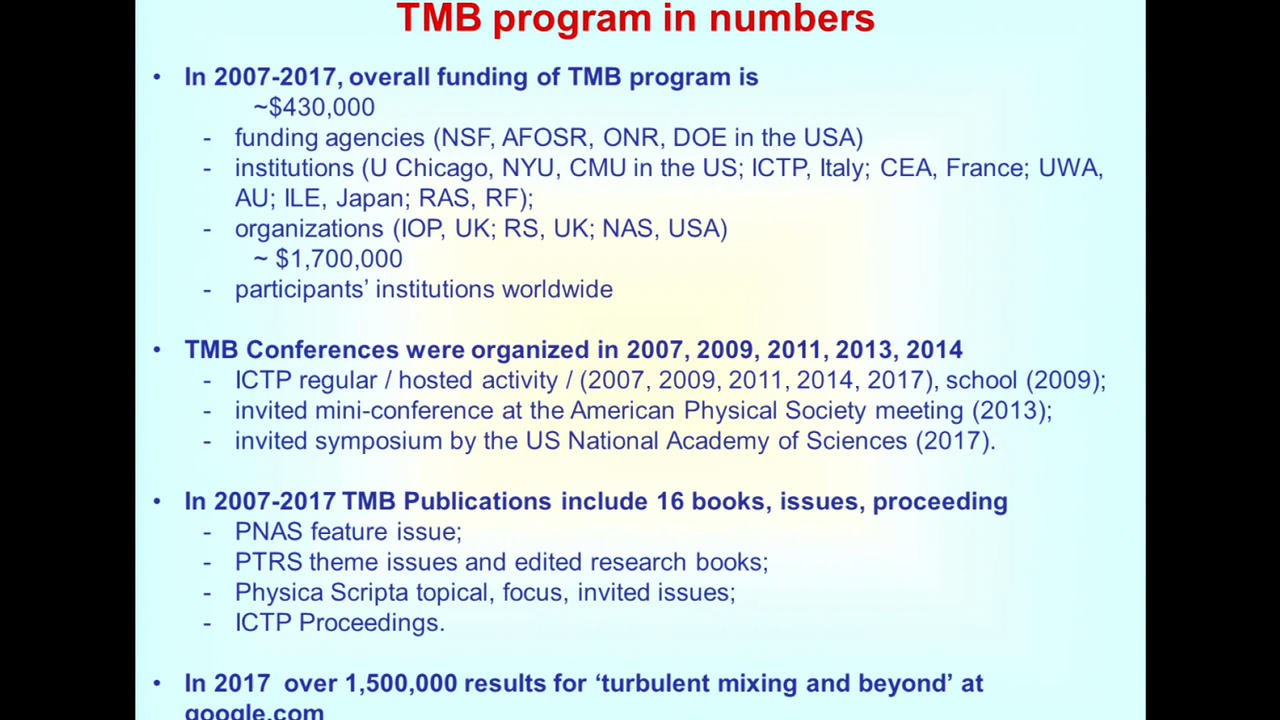 TMB program in numbers
• In 2007-2017, overall funding of TMB program is
~$430,000
- funding agencies (NSF, AFOSR, ONR, DOE in the USA)
- institutions (U Chicago, NYU, CMU in the US; ICTP, Italy; CEA, France; UWA,
AU; ILE, Japan; RAS, RF);
- organizations (IOP, UK; RS, UK; NAS, USA)
~ $1,700,000
- participants’ institutions worldwide
• TMB Conferences were organized in 2007, 2009, 2011, 2013, 2014
- ICTP regular / hosted activity / (2007, 2009, 2011, 2014, 2017), school (2009);
- invited mini-conference at the American Physical Society meeting (2013);
- invited symposium by the US National Academy of Sciences (2017).
• In 2007-2017 TMB Publications include 16 books, issues, proceeding
- PNAS feature issue;
- PTRS theme issues and edited research books;
- Physica Scripta topical, focus, invited issues;
- ICTP Proceedings.
• In 2017 over 1,500,000 results for ‘turbulent mixing and beyond’ at
google.com